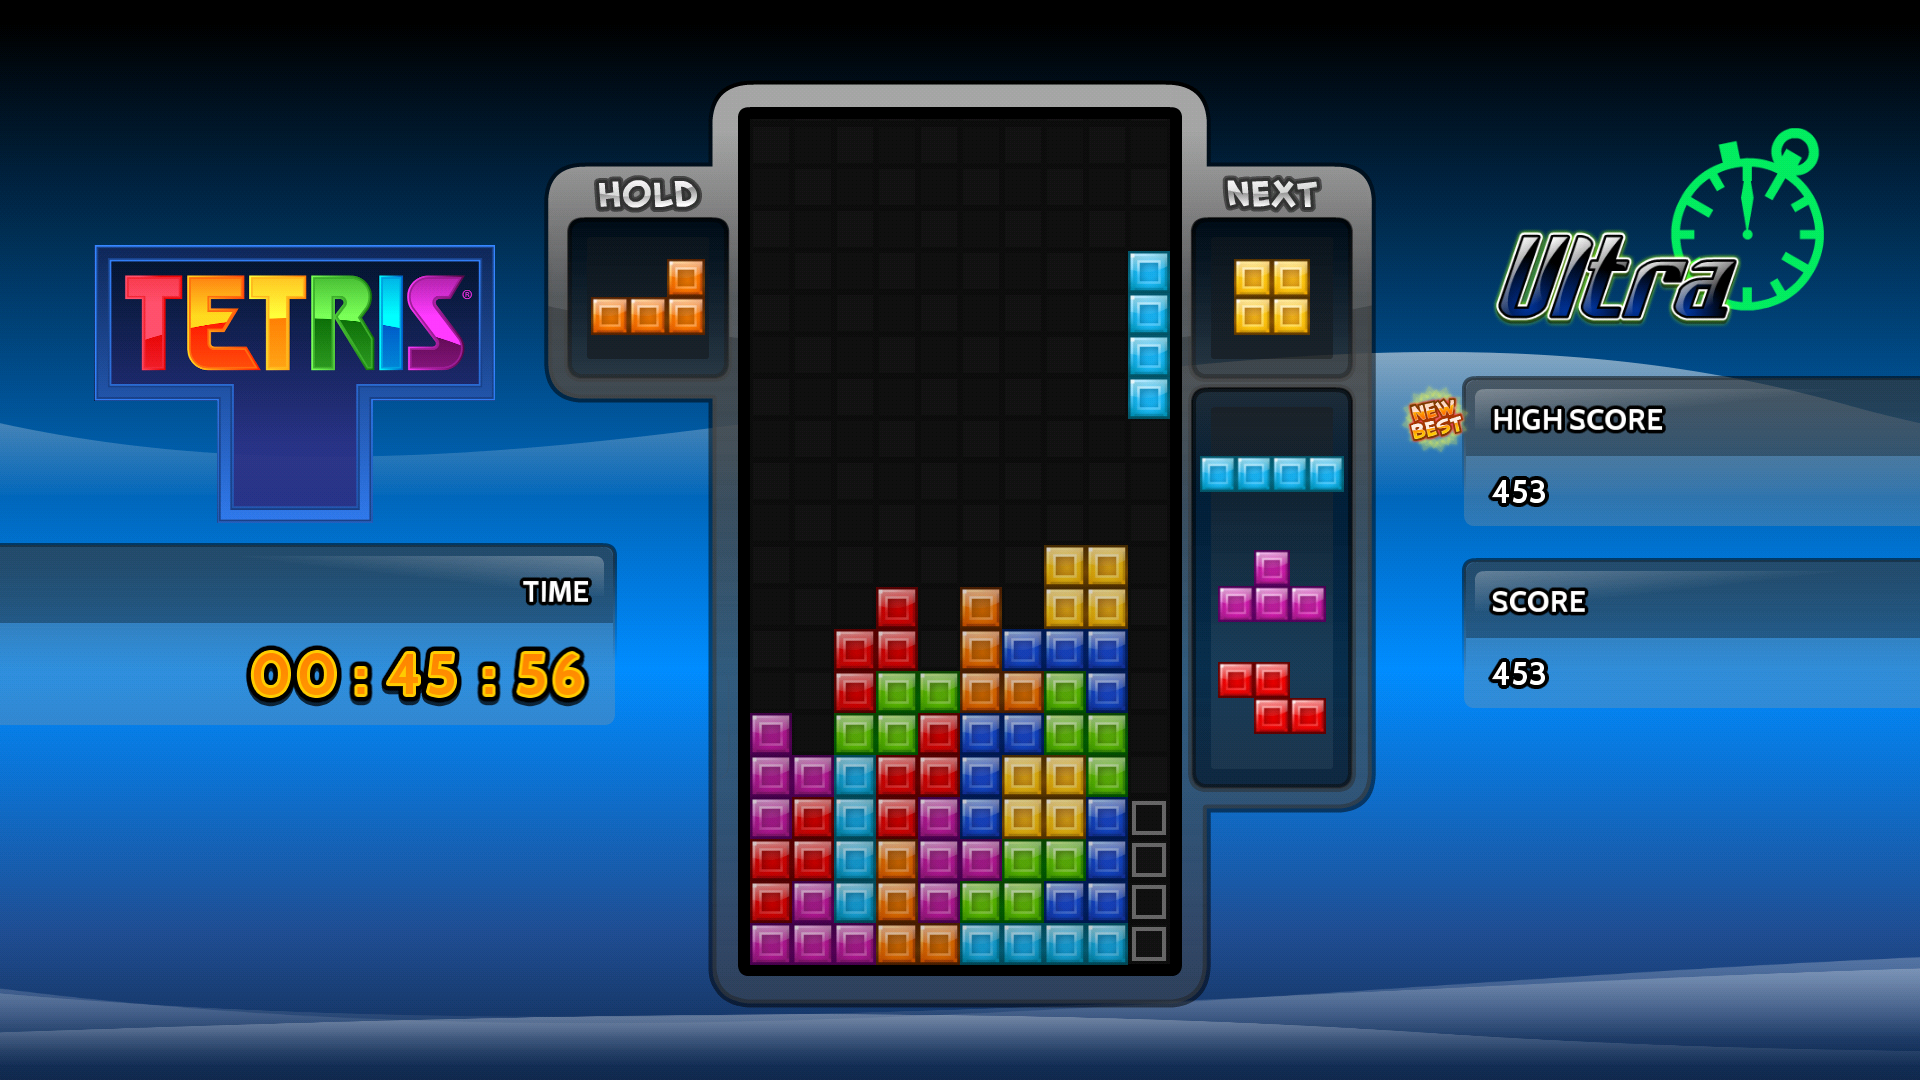 HOLD
NEXT
TETRIS®
Ultra
NEW
BEST
HIGH SCORE
453
TIME
00:45:56
SCORE
453